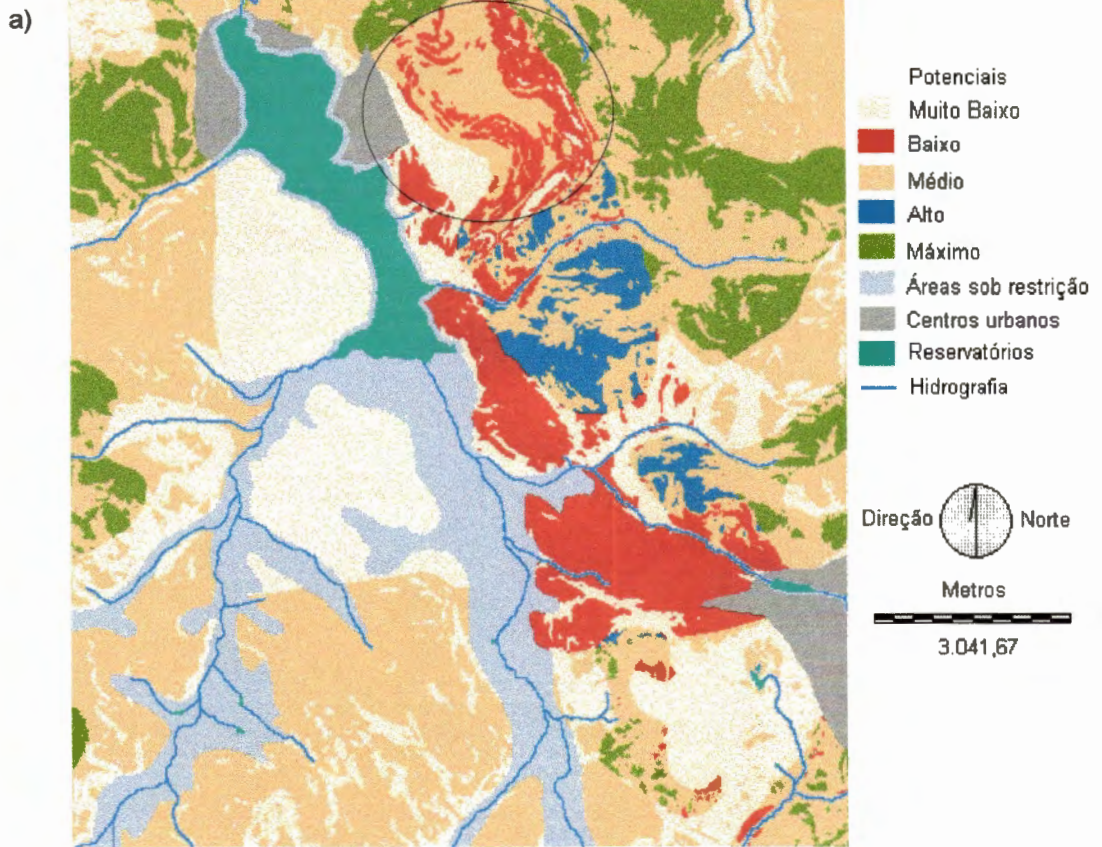 a)
Potenciais
Muito Baixo
Baixo
Médio
Alto
Máximo
Áreas sob restrição
Centros urbanos
Reservatórios
Hidrografia
Direção Norte
Metros
3.041,67